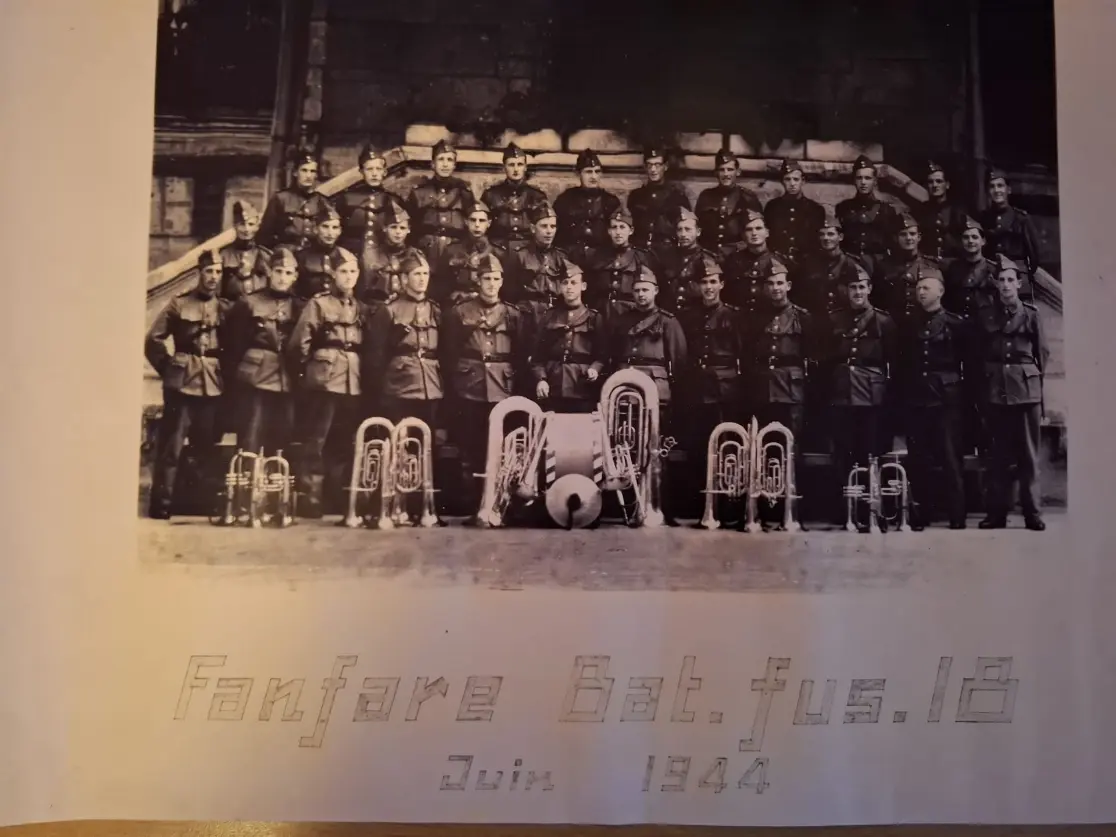 Fanfare Bat. fus. 18
Juin 1944